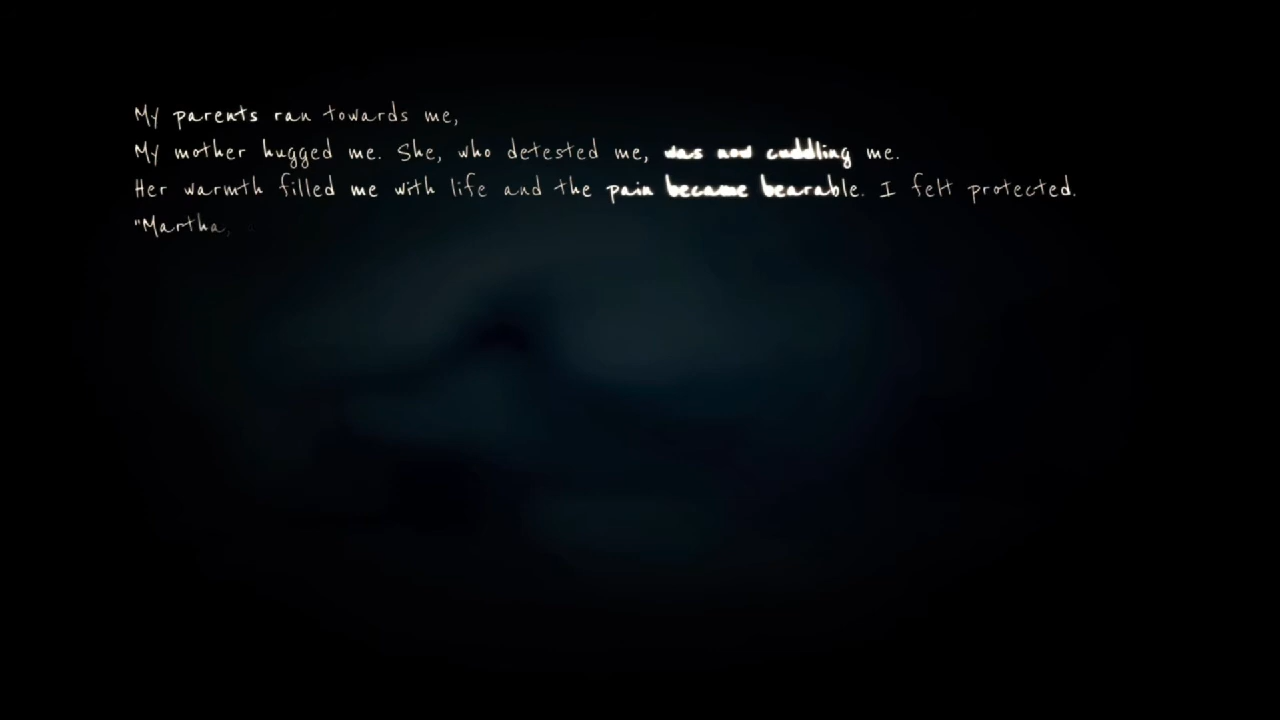 My parents ran towards me,
My mother hugged me. She, who detested me, was now cuddling me.
Her warmth filled me with life and the pain became bearable. I felt protected.
"Martha,